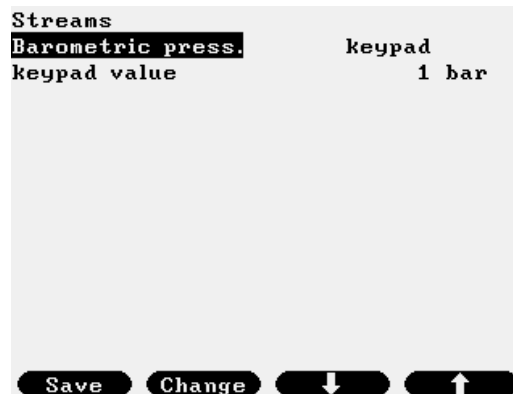 Streams
Barometric press. keypad
keypad value 1 bar
Save Change ↓ ↑